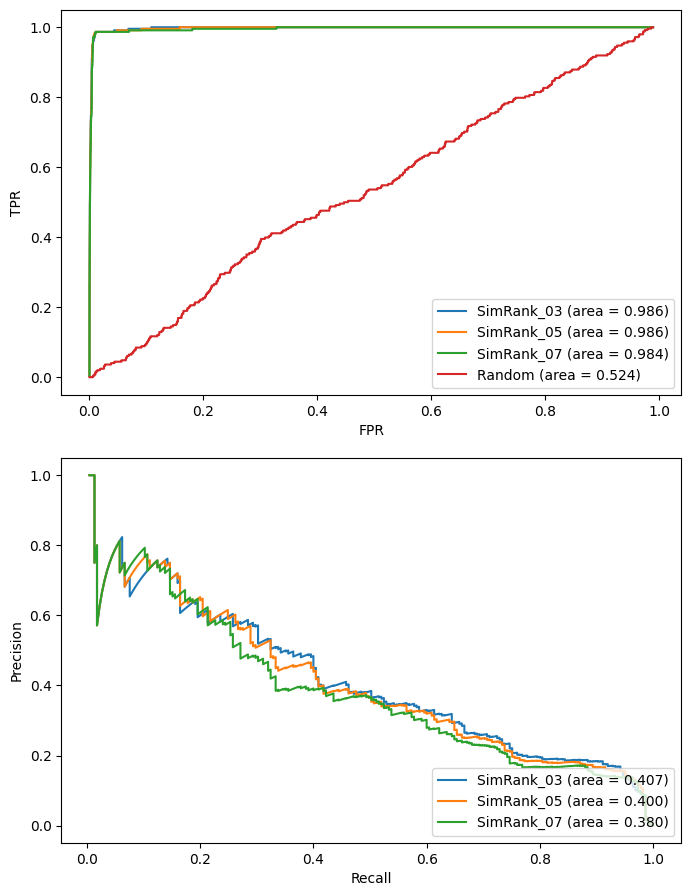 1.0
0.8
0.6
0.4
0.2
0.0
TPR
SimRank_03 (area = 0.986)
SimRank_05 (area = 0.986)
SimRank_07 (area = 0.984)
Random (area = 0.524)
0.0 0.2 0.4 0.6 0.8 1.0
FPR
1.0
0.8
0.6
0.4
0.2
0.0
Precision
SimRank_03 (area = 0.407)
SimRank_05 (area = 0.400)
SimRank_07 (area = 0.380)
0.0 0.2 0.4 0.6 0.8 1.0
Recall